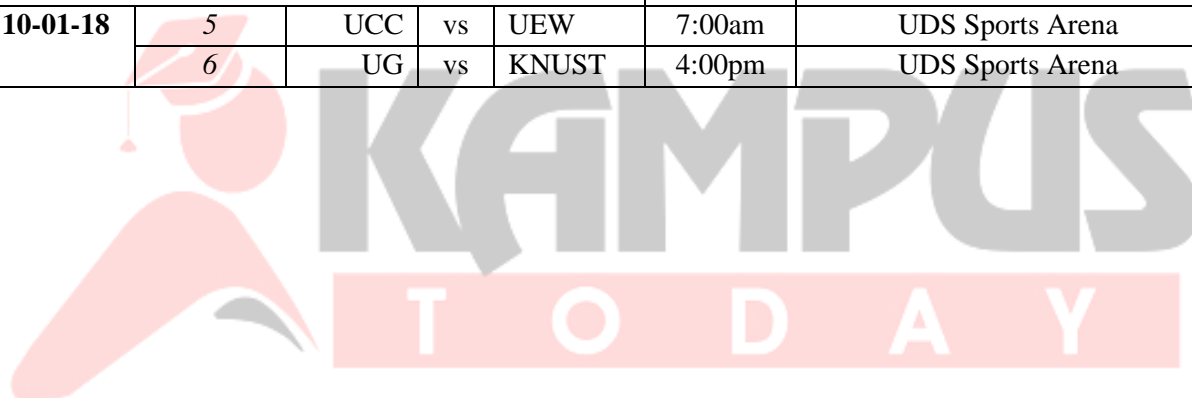 10-01-18 5 UCC vs UEW 7:00am UDS Sports Arena
6 UG vs KNUST 4:00pm UDS Sports Arena
KAMPUS
TODAY